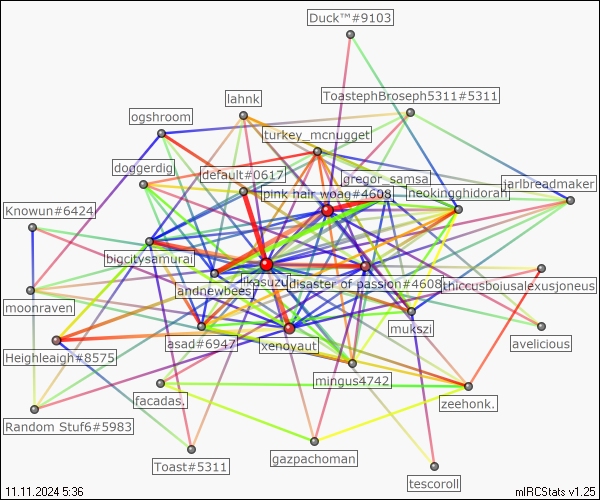 Duck™#9103
lahnk
ToastephBroseph5311#5311
ogshroom
turkey_mcnugget
doggerdig
default#0617
gregor_samsa
jarlbreadmaker
pink hair woag#4608
heokingghidorah
Knowun#6424
bigcitysamurai
andnewbees
ikasuzu
disaster of passion#4608
thiccusbojusalexusjoneus
moonraven
mukszi
avelicious
asad#6947
xenoyaut
Heighleaigh#8575
mingus4742
facadas.
zeehonk.
Random Stuf6#5983
Toast#5311
gazpachoman
tescoroll
11.11.2024 5:36
mIRCStats v1.25